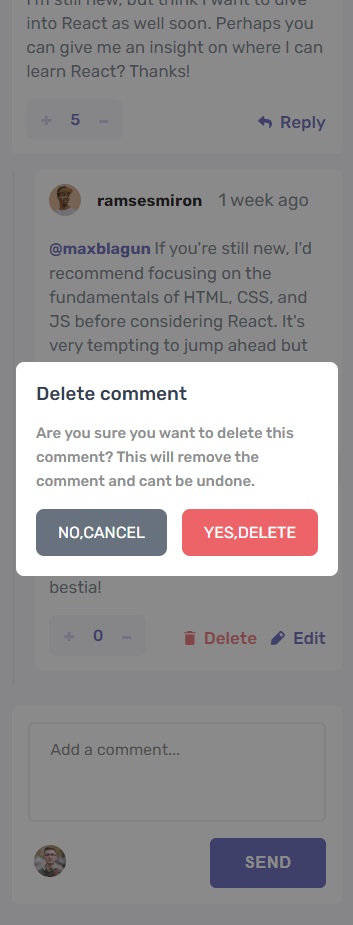 I'm still new, but think I want to dive
into React as well soon. Perhaps you
can give me an insight on where I can
learn React? Thanks!
+ 5 −
Reply
ramsesmiron 1 week ago
@maxblagun If you're still new, I'd
recommend focusing on the
fundamentals of HTML, CSS, and
JS before considering React. It's
very tempting to jump ahead but
Delete comment
Are you sure you want to delete this
comment? This will remove the
comment and cant be undone.
NO,CANCEL YES,DELETE
bestia!
+ 0 −
Delete Edit
Add a comment...
SEND